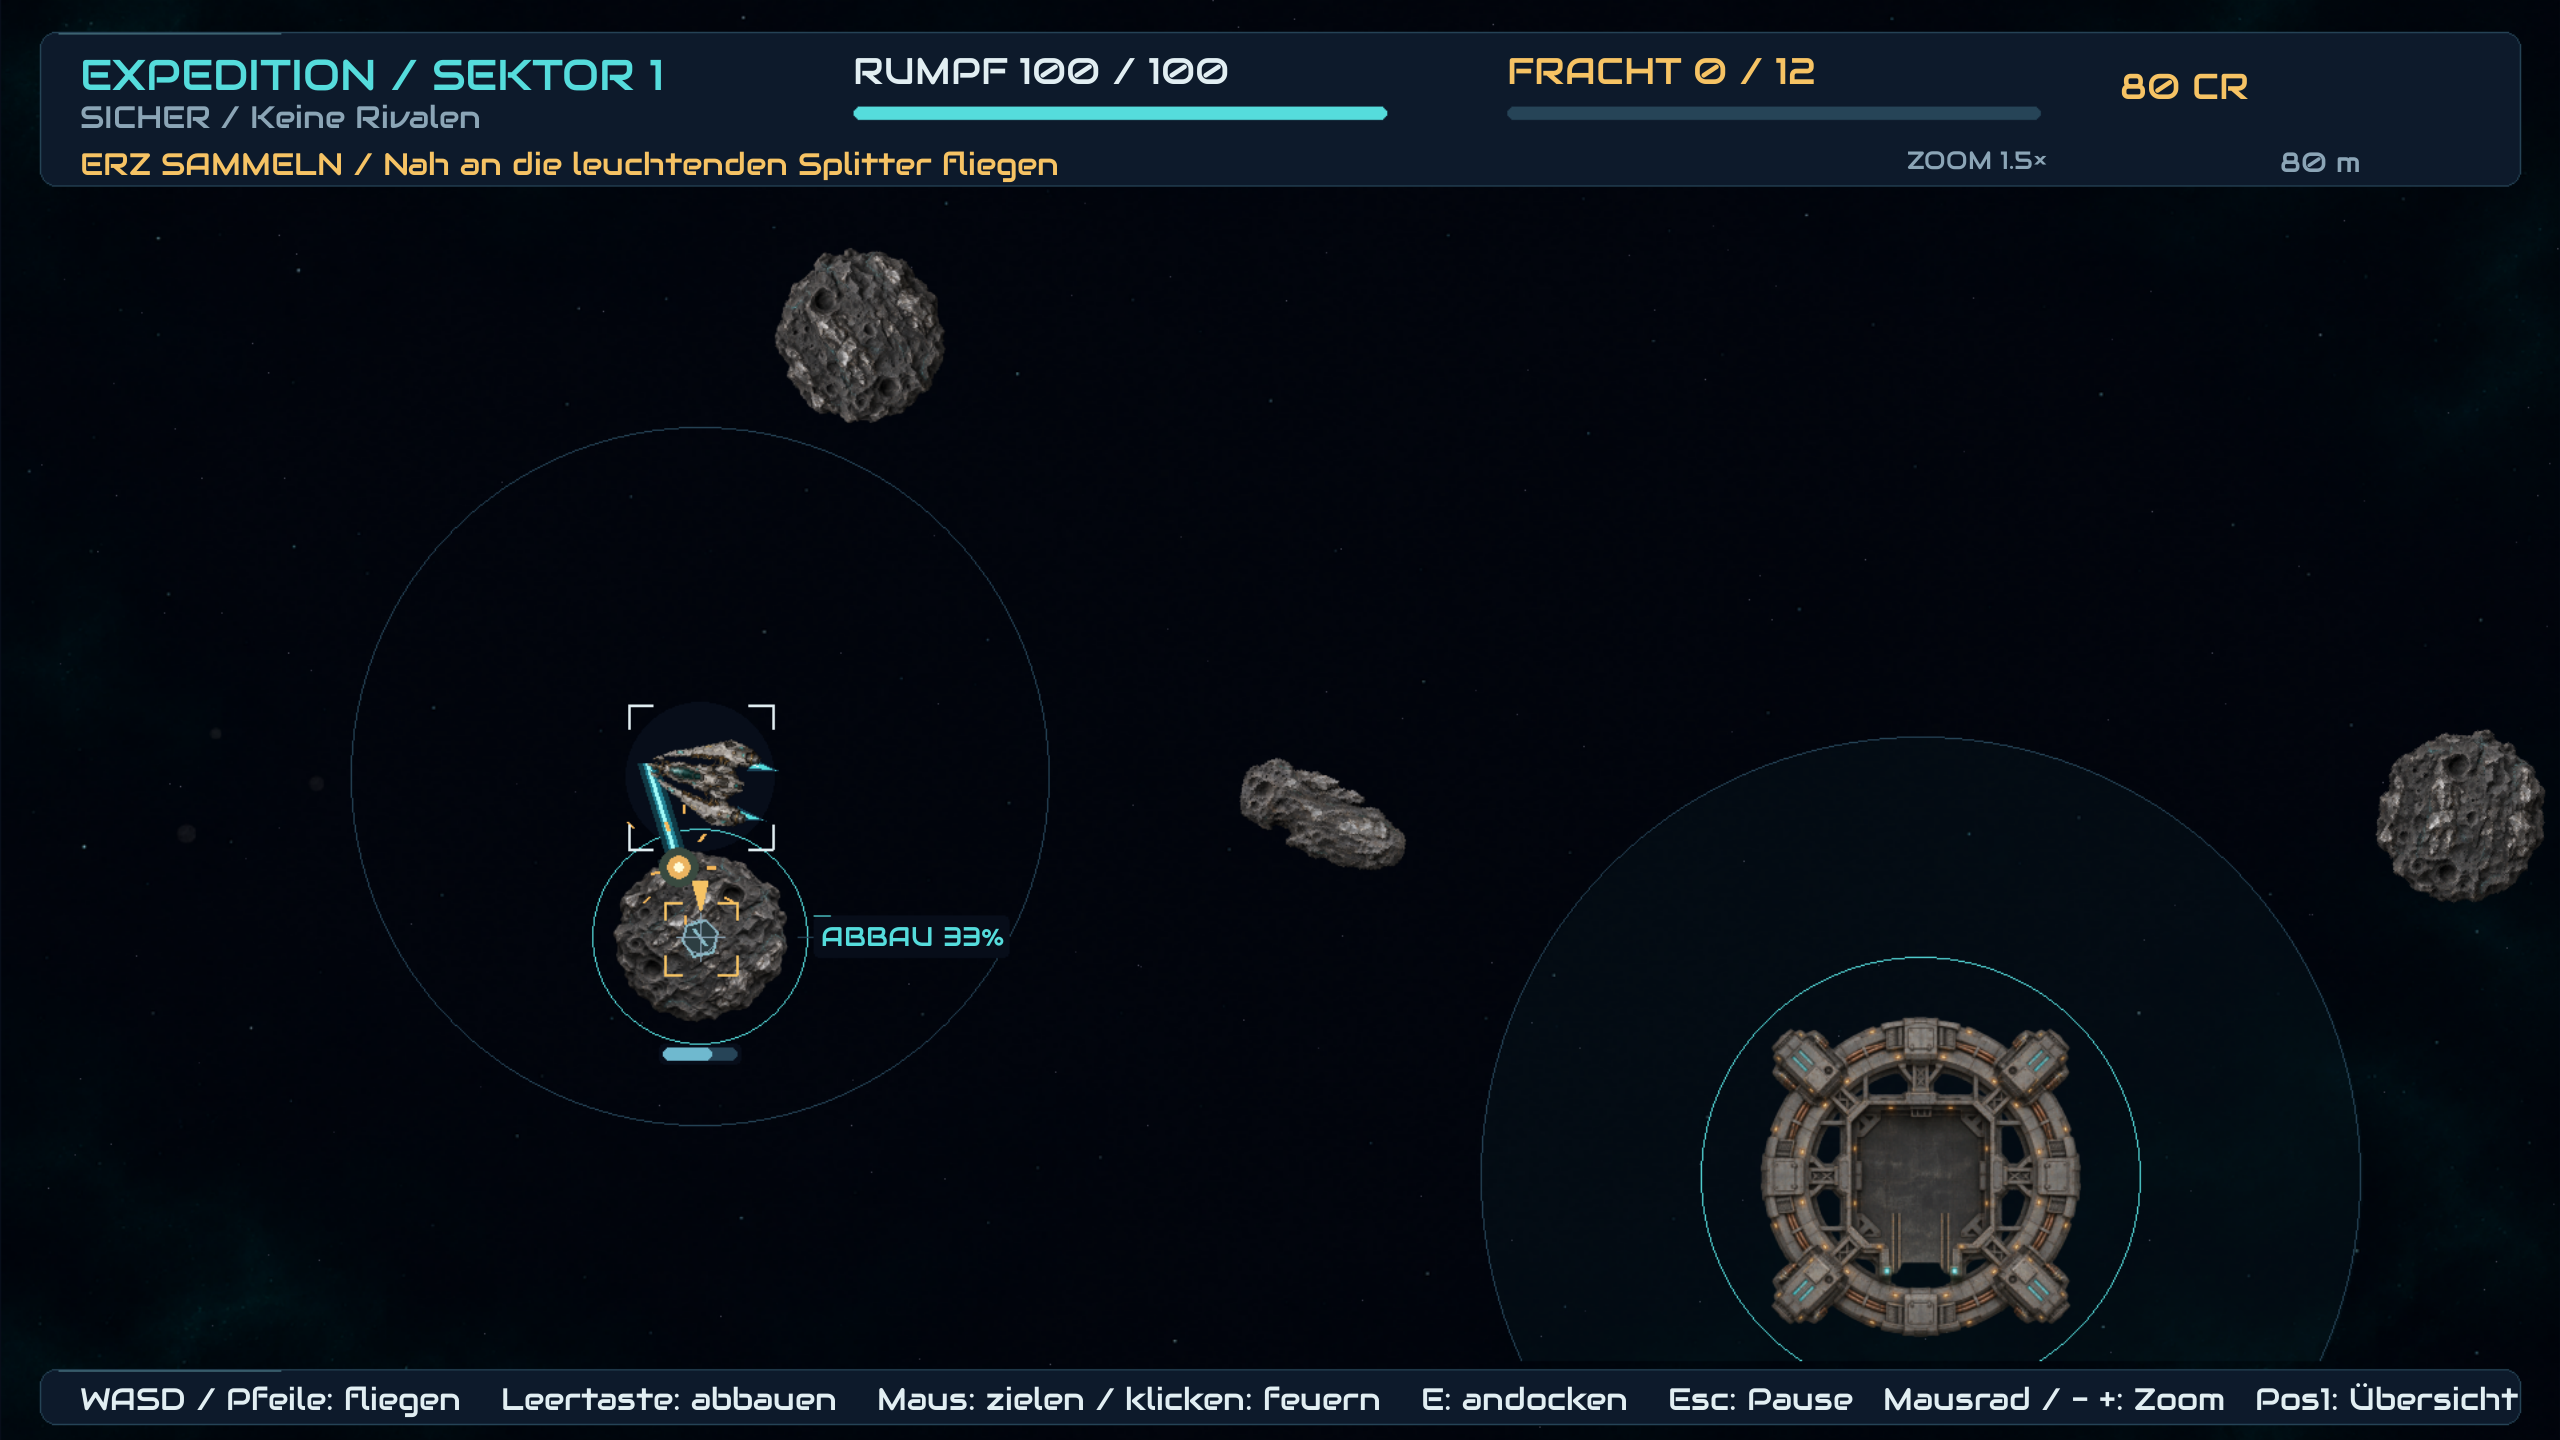 EXPEDITION / SEKTOR 1
RUMPF 100 / 100
FRACHT 0 / 12
80 CR
SICHER / Keine Rivalen
ERZ SAMMELN / Nah an die leuchtenden Splitter fliegen
ZOOM 1.5×
80 m
ABBAU 33%
WASD / Pfeile: fliegen Leertaste: abbauen Maus: zielen / klicken: feuern E: andocken Esc: Pause Mausrad / - +: Zoom Pos1: Übersicht